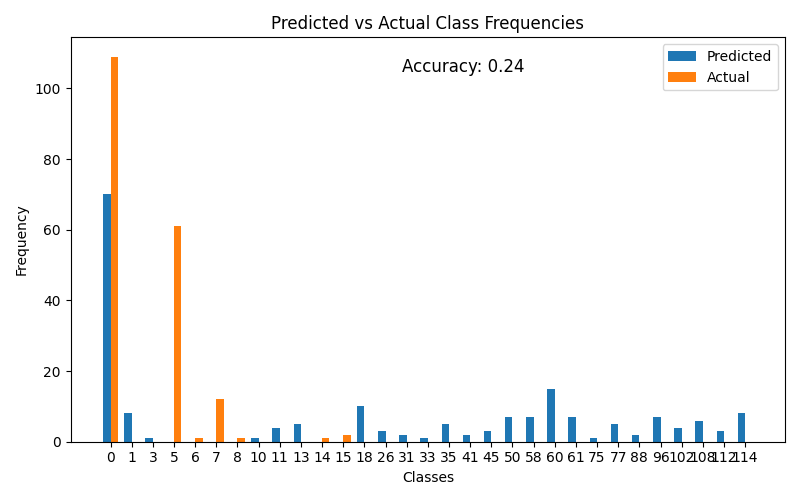 Predicted vs Actual Class Frequencies
Accuracy: 0.24
Predicted
Actual
Frequency
100
80
60
40
20
0
0 1 3 5 6 7 8 10 11 13 14 15 18 26 31 33 35 41 45 50 58 60 61 75 77 88 96 102 108 112 114
Classes